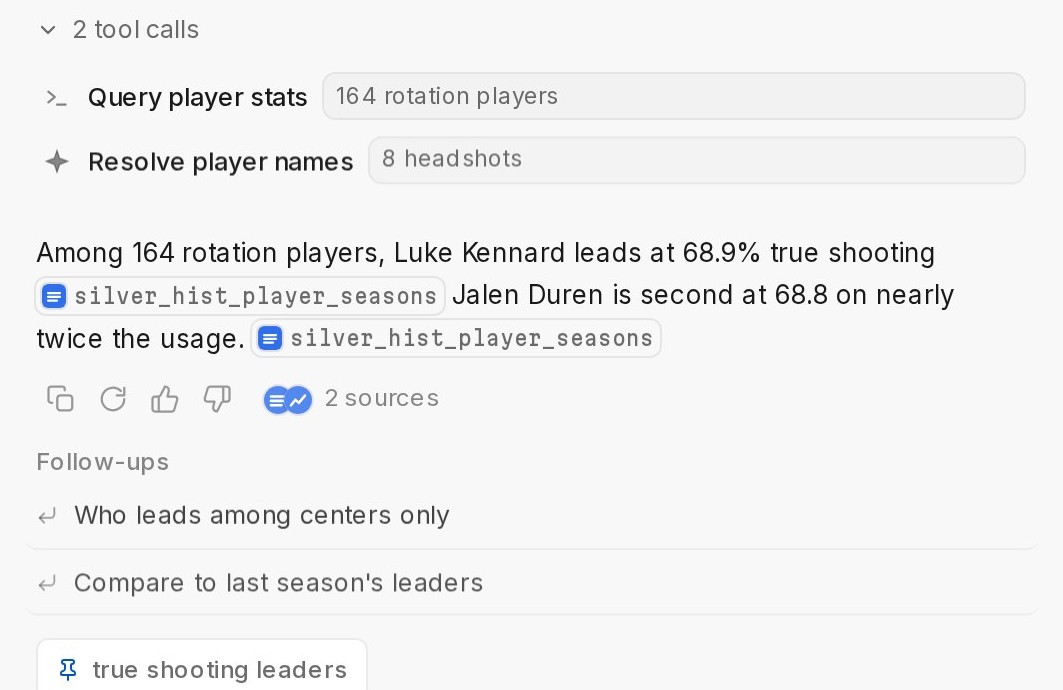 2 tool calls
Query player stats 164 rotation players
Resolve player names 8 headshots
Among 164 rotation players, Luke Kennard leads at 68.9% true shooting
silver_hist_player_seasons Jalen Duren is second at 68.8 on nearly
twice the usage. silver_hist_player_seasons
2 sources
Follow-ups
Who leads among centers only
Compare to last season's leaders
true shooting leaders